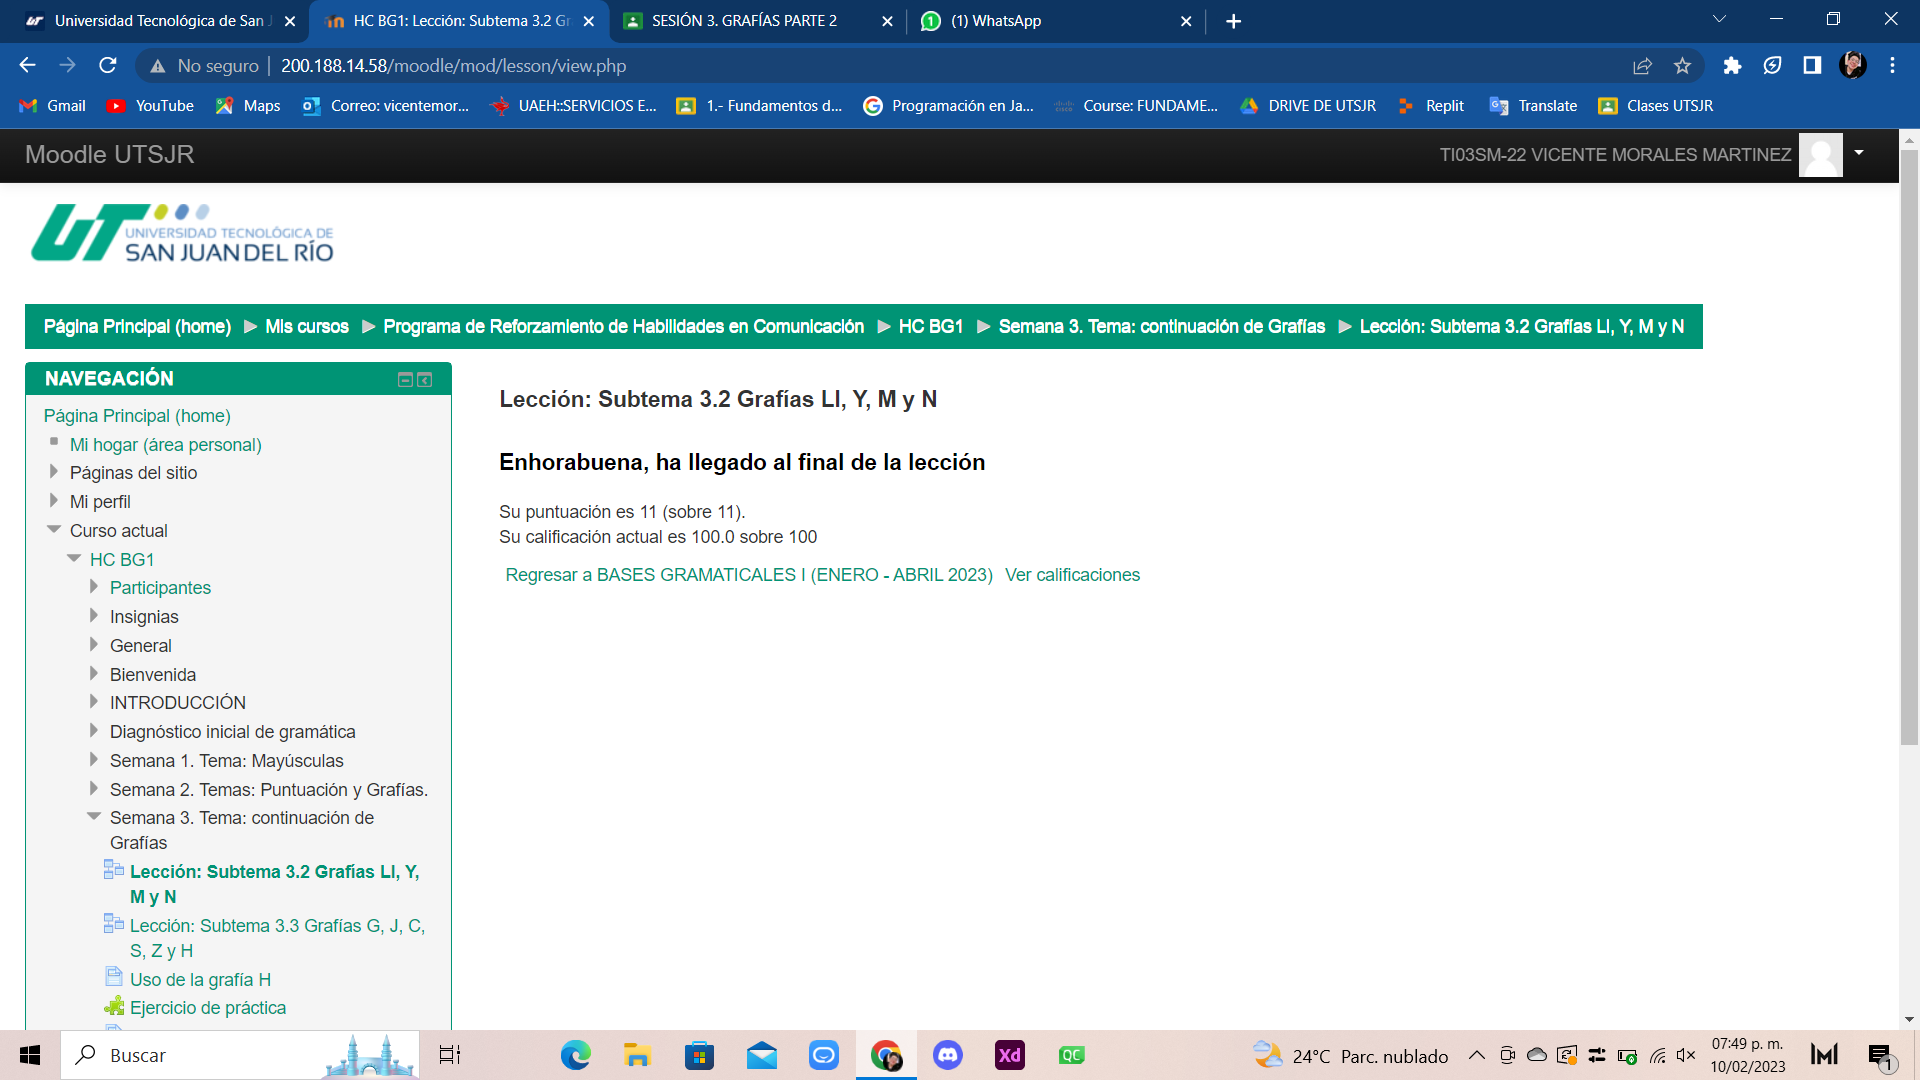 Universidad Tecnológica de San J
HC BG1: Lección: Subtema 3.2 Gr
SESIÓN 3. GRAFÍAS PARTE 2
(1) WhatsApp
No seguro
200.188.14.58/moodle/mod/lesson/view.php
Gmail
YouTube
Maps
Correo: vicentemor...
UAEH::SERVICIOS E...
1.- Fundamentos d...
Programación en Ja...
Course: FUNDAME...
DRIVE DE UTSJR
Replit
Translate
Clases UTSJR
Moodle UTSJR
TI03SM-22 VICENTE MORALES MARTINEZ
UT
UNIVERSIDAD TECNOLÓGICA DE
SAN JUAN DEL RÍO
Página Principal (home) ▶ Mis cursos ▶ Programa de Reforzamiento de Habilidades en Comunicación ▶ HC BG1 ▶ Semana 3. Tema: continuación de Grafías ▶ Lección: Subtema 3.2 Grafías Ll, Y, M y N
NAVEGACIÓN
Página Principal (home)
Mi hogar (área personal)
Páginas del sitio
Mi perfil
Curso actual
HC BG1
Participantes
Insignias
General
Bienvenida
INTRODUCCIÓN
Diagnóstico inicial de gramática
Semana 1. Tema: Mayúsculas
Semana 2. Temas: Puntuación y Grafías.
Semana 3. Tema: continuación de
Grafías
Lección: Subtema 3.2 Grafías Ll, Y,
M y N
Lección: Subtema 3.3 Grafías G, J, C,
S, Z y H
Uso de la grafía H
Ejercicio de práctica
Lección: Subtema 3.2 Grafías Ll, Y, M y N
Enhorabuena, ha llegado al final de la lección
Su puntuación es 11 (sobre 11).
Su calificación actual es 100.0 sobre 100
Regresar a BASES GRAMATICALES I (ENERO - ABRIL 2023) Ver calificaciones
Buscar
Xd
QC
24°C Parc. nublado
07:49 p. m.
10/02/2023
1